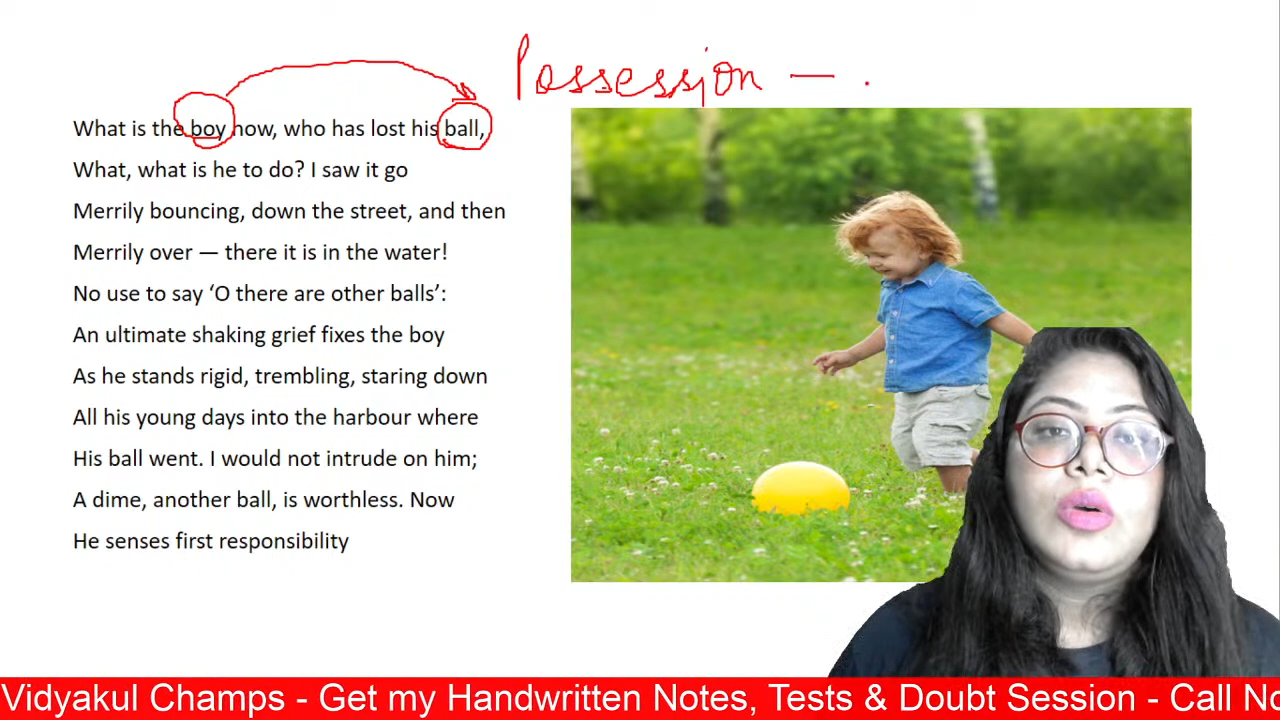 Possession — .
What is the boy now, who has lost his ball,
What, what is he to do? I saw it go
Merrily bouncing, down the street, and then
Merrily over — there it is in the water!
No use to say ‘O there are other balls’:
An ultimate shaking grief fixes the boy
As he stands rigid, trembling, staring down
All his young days into the harbour where
His ball went. I would not intrude on him;
A dime, another ball, is worthless. Now
He senses first responsibility
Vidyakul Champs - Get my Handwritten Notes, Tests & Doubt Session - Call No